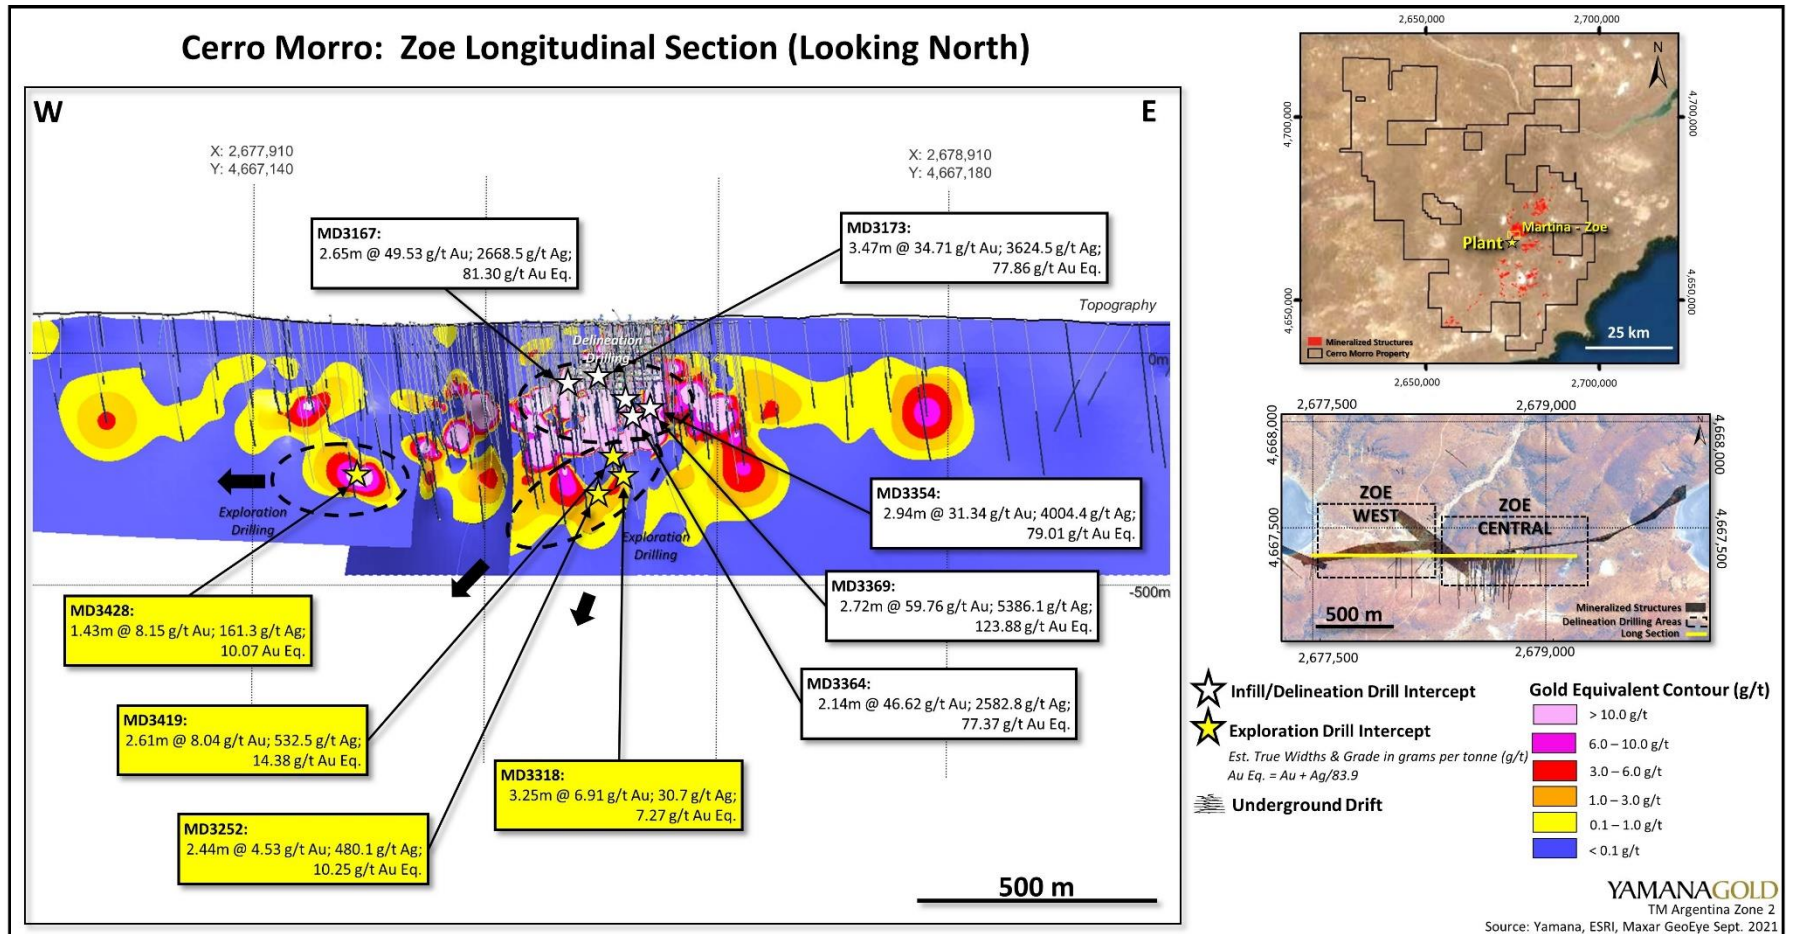 Cerro Morro: Zoe Longitudinal Section (Looking North)
W
E
X: 2,677,910
Y: 4,667,140
X: 2,678,910
Y: 4,667,180
MD3167:
2.65m @ 49.53 g/t Au; 2668.5 g/t Ag;
81.30 g/t Au Eq.
MD3173:
3.47m @ 34.71 g/t Au; 3624.5 g/t Ag;
77.86 g/t Au Eq.
Topography
Delineation
Drilling
0m
Exploration
Drilling
Exploration
Drilling
-500m
MD3354:
2.94m @ 31.34 g/t Au; 4004.4 g/t Ag;
79.01 g/t Au Eq.
MD3369:
2.72m @ 59.76 g/t Au; 5386.1 g/t Ag;
123.88 g/t Au Eq.
MD3428:
1.43m @ 8.15 g/t Au; 161.3 g/t Ag;
10.07 Au Eq.
MD3364:
2.14m @ 46.62 g/t Au; 2582.8 g/t Ag;
77.37 g/t Au Eq.
MD3419:
2.61m @ 8.04 g/t Au; 532.5 g/t Ag;
14.38 g/t Au Eq.
MD3318:
3.25m @ 6.91 g/t Au; 30.7 g/t Ag;
7.27 g/t Au Eq.
MD3252:
2.44m @ 4.53 g/t Au; 480.1 g/t Ag;
10.25 g/t Au Eq.
500 m
2,650,000
2,700,000
N
4,700,000
4,700,000
Martina - Zoe
Plant
4,650,000
4,650,000
Mineralized Structures
Cerro Morro Property
25 km
2,650,000
2,700,000
2,677,500
2,679,000
4,668,000
4,668,000
N
ZOE
WEST
ZOE
CENTRAL
4,667,500
4,667,500
500 m
Mineralized Structures
Delineation Drilling Areas
Long Section
2,677,500
2,679,000
Infill/Delineation Drill Intercept
Exploration Drill Intercept
Est. True Widths & Grade in grams per tonne (g/t)
Au Eq. = Au + Ag/83.9
Underground Drift
Gold Equivalent Contour (g/t)
> 10.0 g/t
6.0 – 10.0 g/t
3.0 – 6.0 g/t
1.0 – 3.0 g/t
0.1 – 1.0 g/t
< 0.1 g/t
YAMANAGOLD
TM Argentina Zone 2
Source: Yamana, ESRI, Maxar GeoEye Sept. 2021